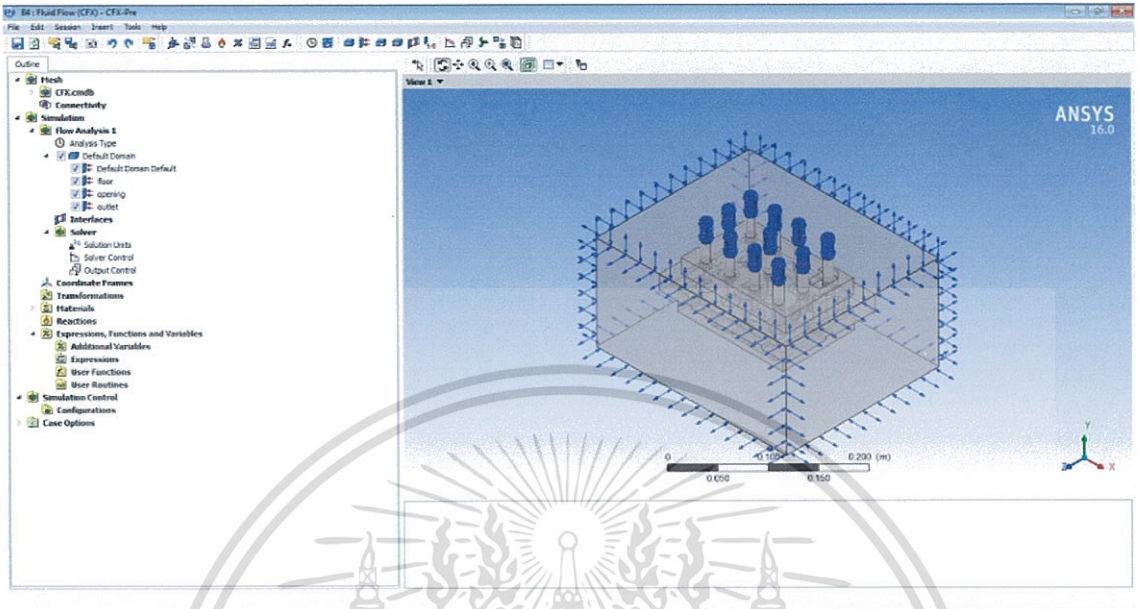 B4 : Fluid Flow (CFX) - CFX-Pre
File Edit Session Insert Tools Help
Outline
View 1
Mesh
CFX.cmdb
Connectivity
Simulation
Flow Analysis 1
Analysis Type
Default Domain
Default Domain Default
floor
opening
outlet
Interfaces
Solver
Solution Units
Solver Control
Output Control
Coordinate Frames
Transformations
Materials
Reactions
Expressions, Functions and Variables
Additional Variables
Expressions
User Functions
User Routines
Simulation Control
Configurations
Case Options
ANSYS
16.0
0 0.100 0.200 (m)
0.050 0.150
Y
Z X